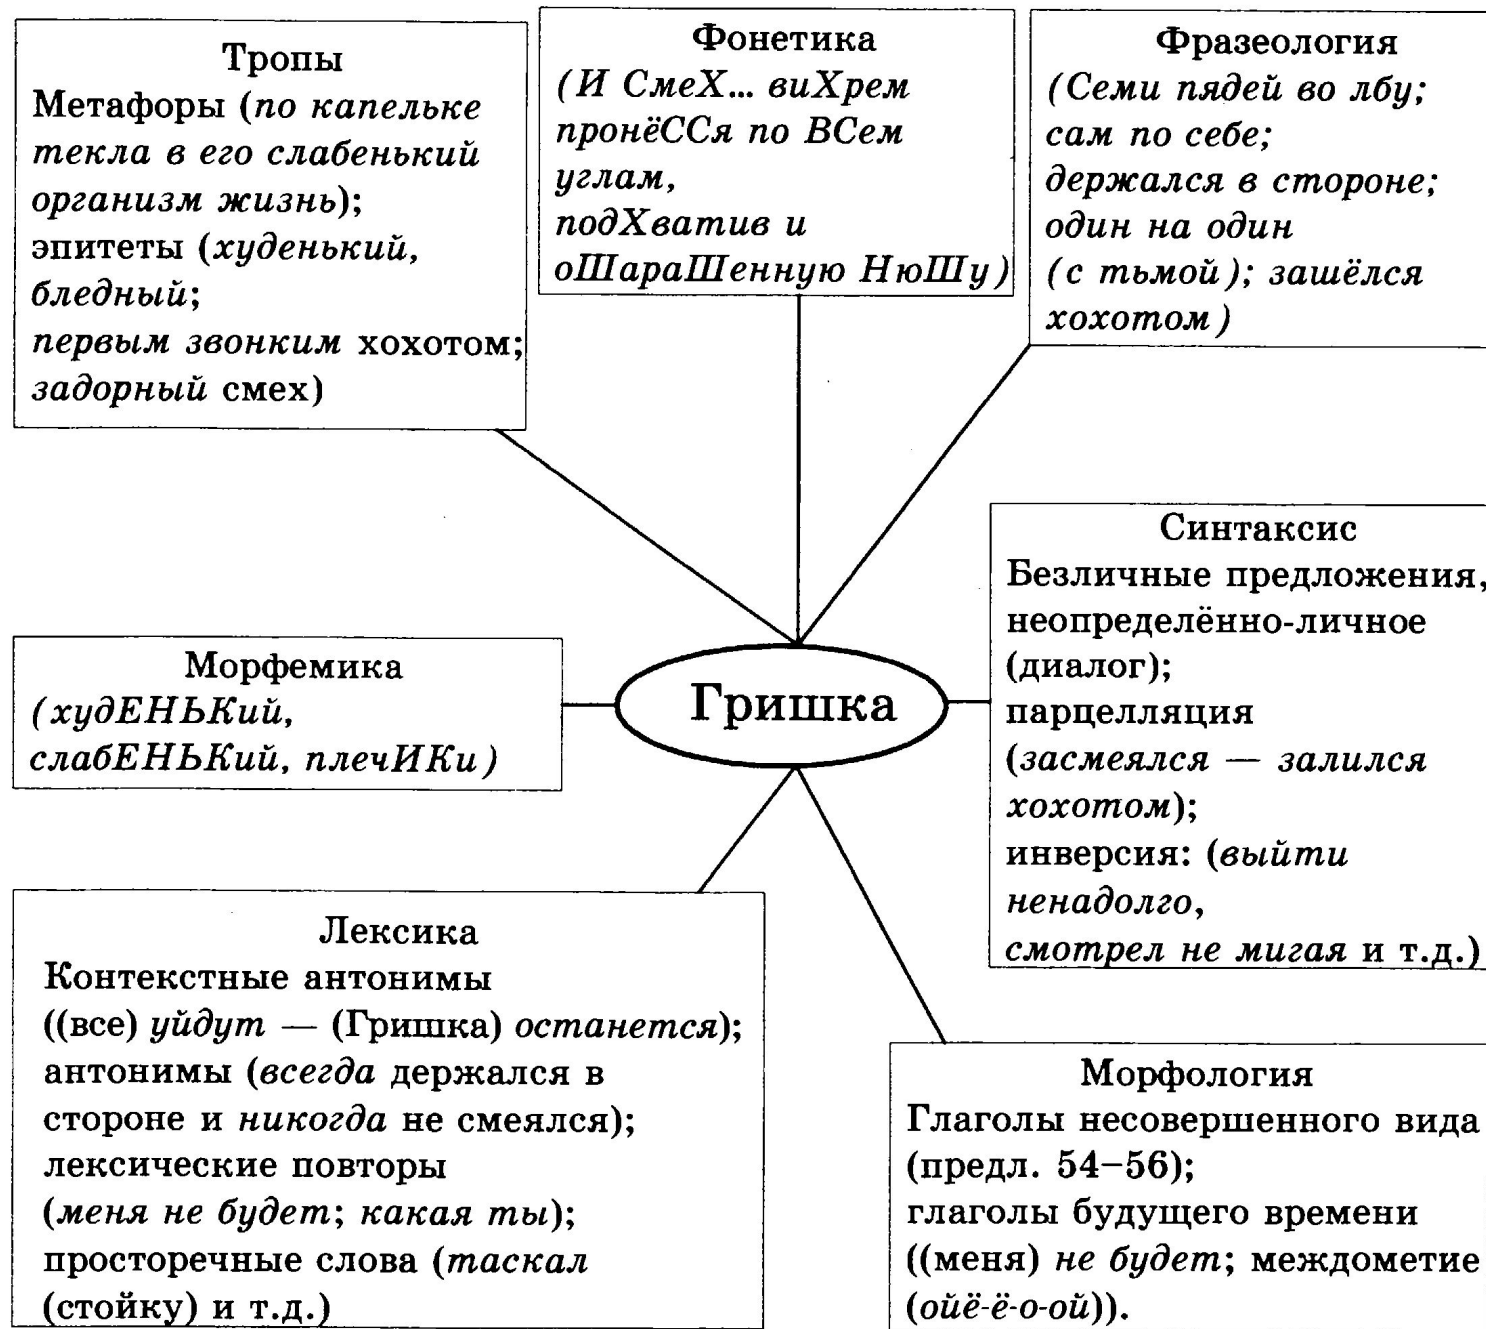 Тропы
Метафоры (по капельке
текла в его слабенький
организм жизнь);
эпитеты (худенький,
бледный;
первым звонким хохотом;
задорный смех)
Фонетика
(И СмеХ... виХрем
пронёССя по ВСем
углам,
подХватив и
оШараШенную НюШу)
Фразеология
(Семи пядей во лбу;
сам по себе;
держался в стороне;
один на один
(с тьмой); зашёлся
хохотом)
Морфемика
(худЕНЬКий,
слабЕНЬКий, плечИКи)
Гришка
Синтаксис
Безличные предложения,
неопределённо-личное
(диалог);
парцелляция
(засмеялся — залился
хохотом);
инверсия: (выйти
ненадолго,
смотрел не мигая и т.д.)
Лексика
Контекстные антонимы
((все) уйдут — (Гришка) останется);
антонимы (всегда держался в
стороне и никогда не смеялся);
лексические повторы
(меня не будет; какая ты);
просторечные слова (таскал
(стойку) и т.д.)
Морфология
Глаголы несовершенного вида
(предл. 54–56);
глаголы будущего времени
((меня) не будет; междометие
(ойё-ё-о-ой)).